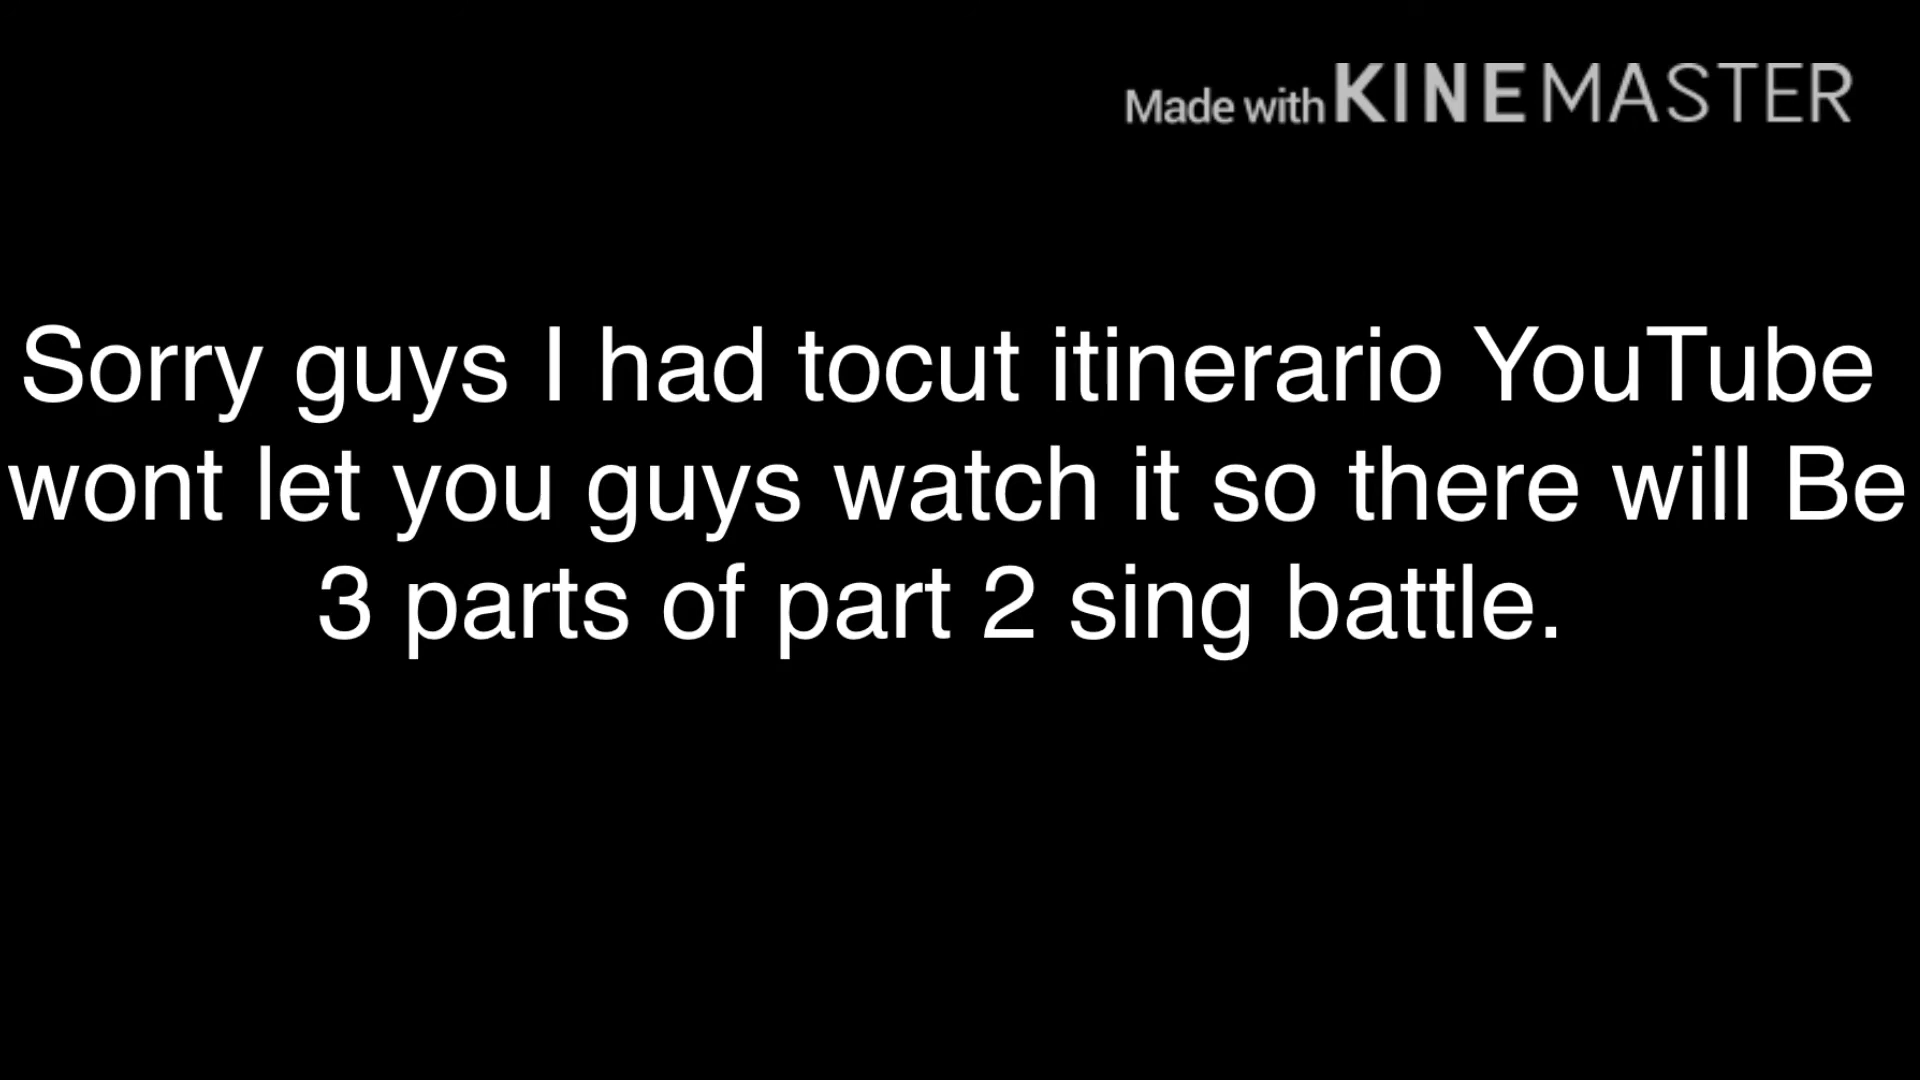 Made with KINEMASTER
Sorry guys I had tocut itinerario YouTube
wont let you guys watch it so there will Be
3 parts of part 2 sing battle.